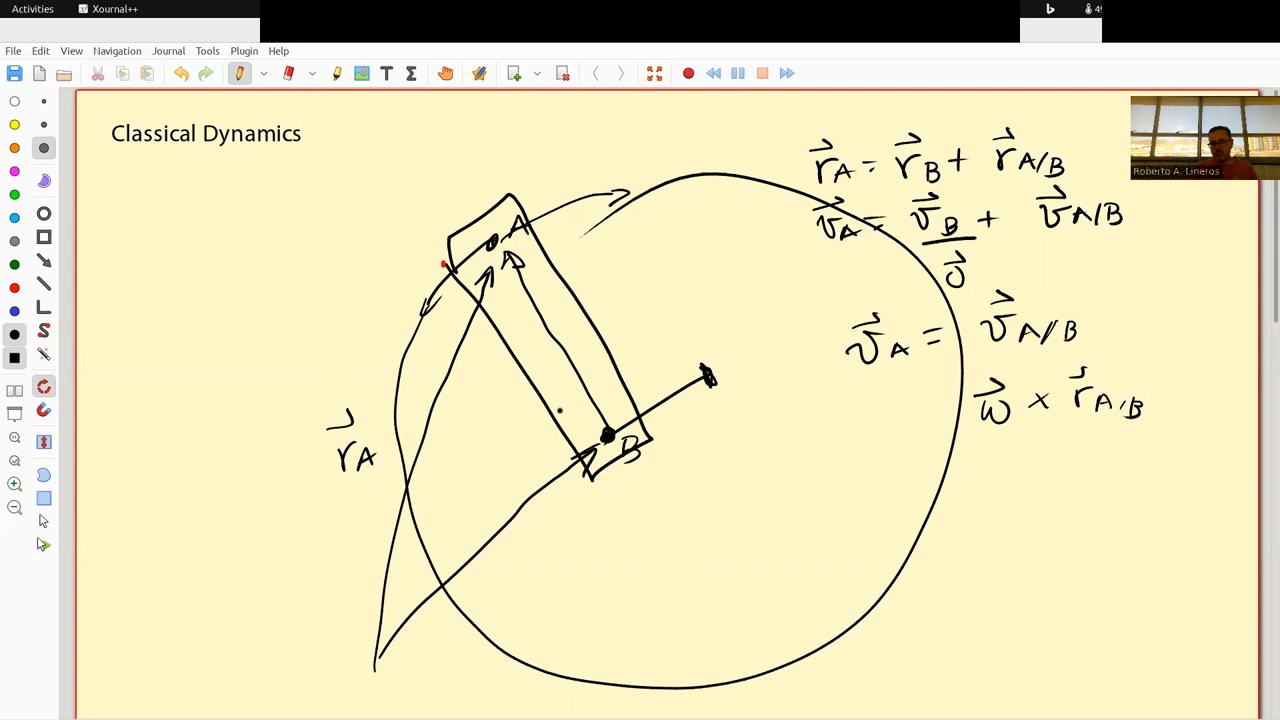 Activities Xournal++
File Edit View Navigation Journal Tools Plugin Help
Classical Dynamics
Roberto A. Lineros
r⃗A = r⃗B + r⃗A/B
v⃗A = v⃗B + v⃗A/B
0⃗
v⃗A = v⃗A/B
ω⃗ × r⃗A/B
A
A
B
r⃗A